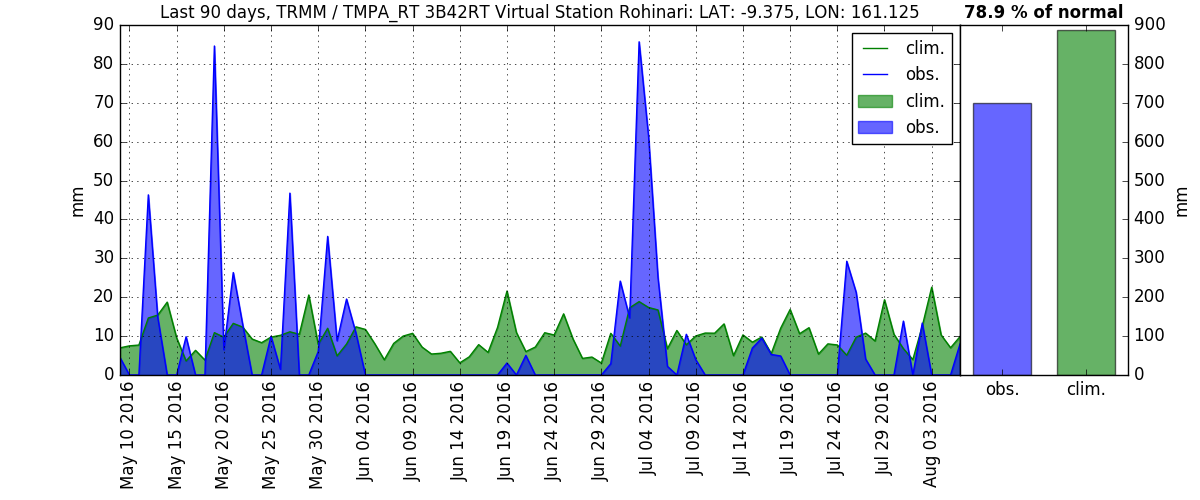 Last 90 days, TRMM / TMPA_RT 3B42RT Virtual Station Rohinari: LAT: -9.375, LON: 161.125
78.9 % of normal
90
80
70
60
50
40
30
20
10
0
mm
clim.
obs.
clim.
obs.
May 10 2016
May 15 2016
May 20 2016
May 25 2016
May 30 2016
Jun 04 2016
Jun 09 2016
Jun 14 2016
Jun 19 2016
Jun 24 2016
Jun 29 2016
Jul 04 2016
Jul 09 2016
Jul 14 2016
Jul 19 2016
Jul 24 2016
Jul 29 2016
Aug 03 2016
900
800
700
600
500
400
300
200
100
0
mm
obs.
clim.